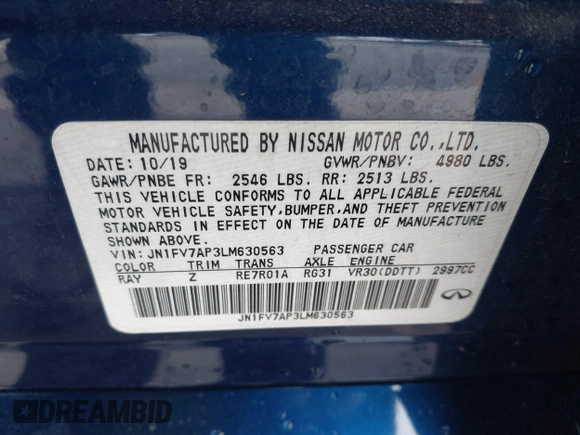 MANUFACTURED BY NISSAN MOTOR CO.,LTD.
DATE: 10/19 GVWR/PNBV: 4980 LBS.
GAWR/PNBE FR: 2546 LBS. RR: 2513 LBS.
THIS VEHICLE CONFORMS TO ALL APPLICABLE FEDERAL
MOTOR VEHICLE SAFETY,BUMPER,AND THEFT PREVENTION
STANDARDS IN EFFECT ON THE DATE OF MANUFACTURE
SHOWN ABOVE.
VIN: JN1FV7AP3LM630563 PASSENGER CAR
COLOR TRIM TRANS AXLE ENGINE
RAY Z RE7R01A RG31 VR30(DDTT) 2997CC
JN1FV7AP3LM630563
DREAMBID